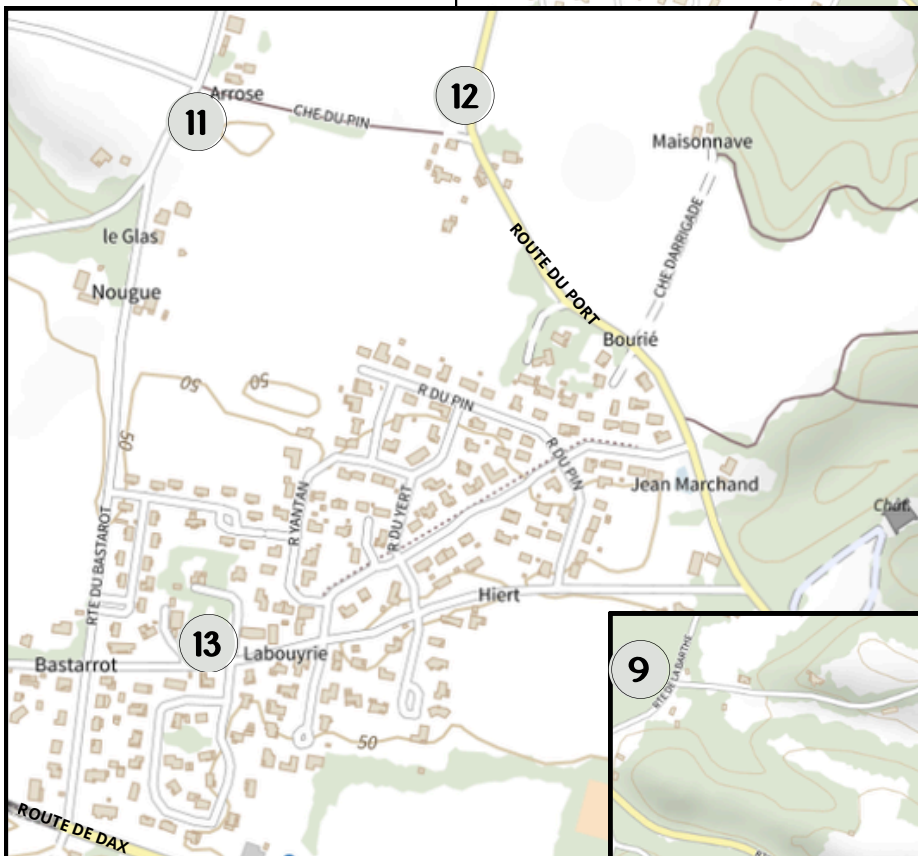 12
Arrose
11
CHE DU PIN
Maisonnave
le Glas
CHE DARRIGADE
ROUTE DU PORT
Nougue
Bourié
50
50
R DU PIN
50
R DU PIN
Jean Marchand
Chât.
R YANTAN
R DU YERT
RTE DU BASTAROT
Hiert
13
Labouyrie
Bastarrot
9
RTE DE LA BARTHE
50
ROUTE DE DAX